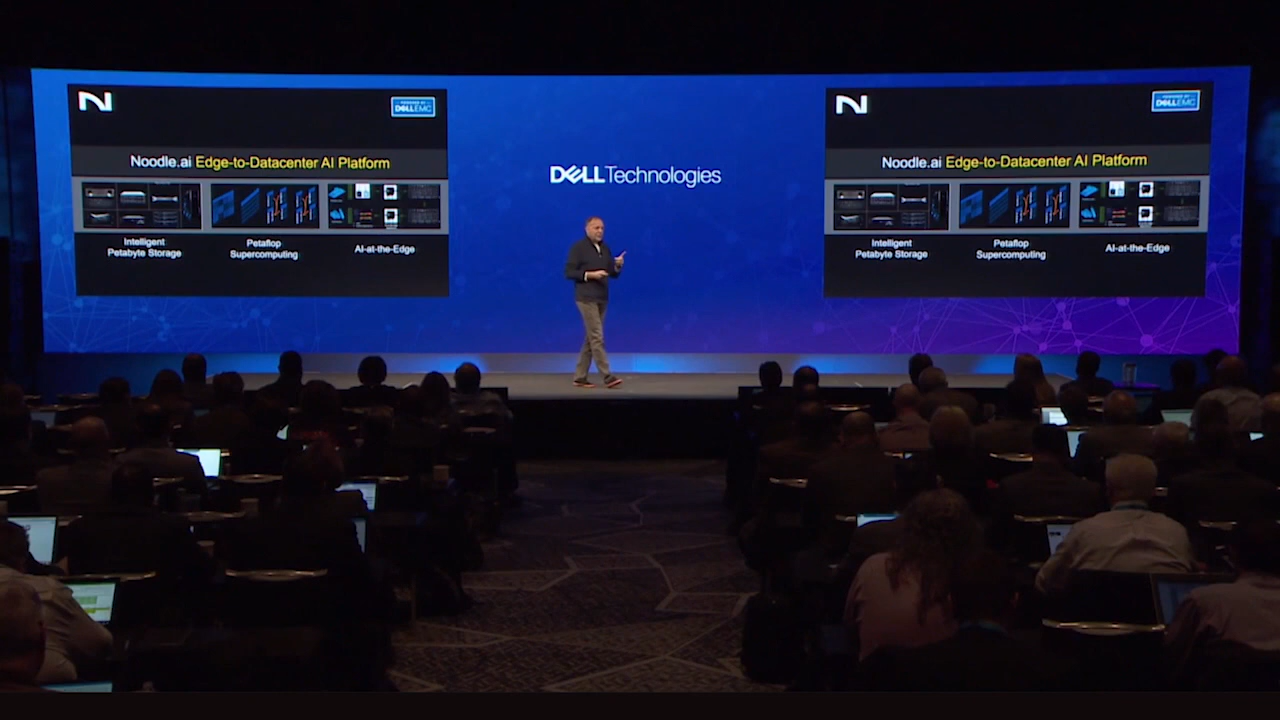 N
POWERED BY
DELLEMC
Noodle.ai Edge-to-Datacenter AI Platform
Intelligent
Petabyte Storage
Petaflop
Supercomputing
AI-at-the-Edge
DELLTechnologies
N
POWERED BY
DELLEMC
Noodle.ai Edge-to-Datacenter AI Platform
Intelligent
Petabyte Storage
Petaflop
Supercomputing
AI-at-the-Edge